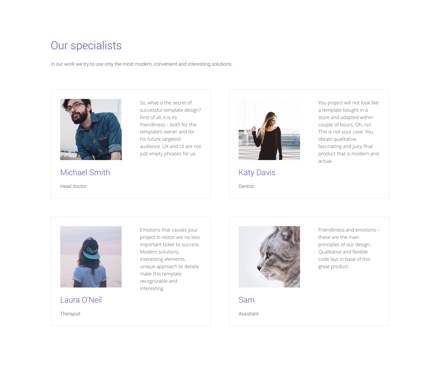 Our specialists
In our work we try to use only the most modern, convenient and interesting solutions.
So, what is the secret of
successful template design?
First of all, it is its
friendliness – both for the
template's owner and for
his future targeted
audience. UX and UI are not
just empty phrases for us.
Michael Smith
Head doctor
You project will not look like
a template bought in a
store and adapted within
couple of hours. Oh, no!
This is not your case. You
obtain qualitative,
fascinating and juicy final
product that is modern and
actual.
Katy Davis
Dentist
Emotions that causes your
project in visitor are no less
important ticket to success.
Modern solutions,
interesting elements,
unique approach to details
make this template
recognizable and
interesting.
Laura O'Neil
Therapist
Friendliness and emotions –
these are the main
principles of our design.
Qualitative and flexible
code lays in base of this
great product.
Sam
Assistant